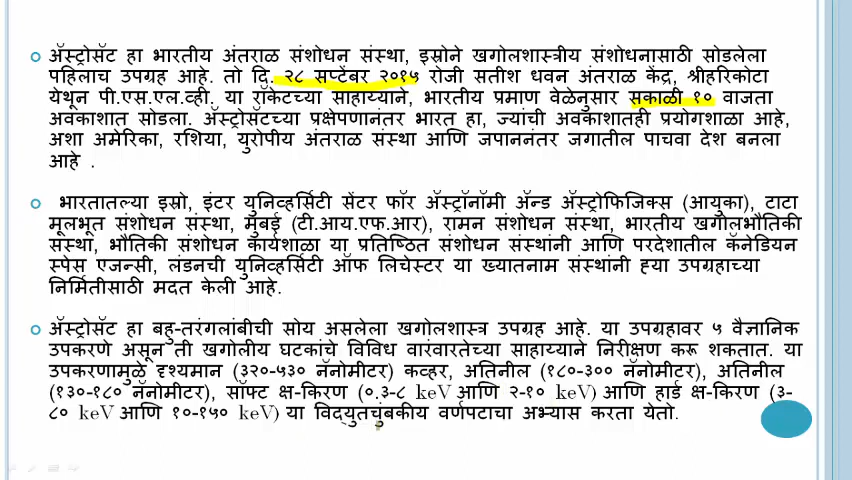 ॲस्ट्रोसॅट हा भारतीय अंतराळ संशोधन संस्था, इस्रोने खगोलशास्त्रीय संशोधनासाठी सोडलेला
पहिलाच उपग्रह आहे. तो दि. २८ सप्टेंबर २०१५ रोजी सतीश धवन अंतराळ केंद्र, श्रीहरिकोटा
येथून पी.एस.एल.व्ही. या रॉकेटच्या साहाय्याने, भारतीय प्रमाण वेळेनुसार सकाळी १० वाजता
अवकाशात सोडला. ॲस्ट्रोसॅटच्या प्रक्षेपणानंतर भारत हा, ज्यांची अवकाशातही प्रयोगशाळा आहे,
अशा अमेरिका, रशिया, युरोपीय अंतराळ संस्था आणि जपाननंतर जगातील पाचवा देश बनला
आहे .
भारतातल्या इस्रो, इंटर युनिव्हर्सिटी सेंटर फॉर ॲस्ट्रॉनॉमी ॲन्ड ॲस्ट्रोफिजिक्स (आयुका), टाटा
मूलभूत संशोधन संस्था, मुंबई (टी.आय.एफ.आर), रामन संशोधन संस्था, भारतीय खगोलभौतिकी
संस्था, भौतिकी संशोधन कार्यशाळा या प्रतिष्ठित संशोधन संस्थांनी आणि परदेशातील कॅनेडियन
स्पेस एजन्सी, लंडनची युनिव्हर्सिटी ऑफ लिचेस्टर या ख्यातनाम संस्थांनी ह्या उपग्रहाच्या
निर्मितीसाठी मदत केली आहे.
ॲस्ट्रोसॅट हा बहु-तरंगलांबीची सोय असलेला खगोलशास्त्र उपग्रह आहे. या उपग्रहावर ५ वैज्ञानिक
उपकरणे असून ती खगोलीय घटकांचे विविध वारंवारतेच्या साहाय्याने निरीक्षण करू शकतात. या
उपकरणामुळे दृश्यमान (३२०-५३० नॅनोमीटर) कव्हर, अतिनील (१८०-३०० नॅनोमीटर), अतिनील
(१३०-१८० नॅनोमीटर), सॉफ्ट क्ष-किरण (०.३-८ keV आणि २-१० keV) आणि हार्ड क्ष-किरण (३-
८० keV आणि १०-१५० keV) या विद्युतचुंबकीय वर्णपटाचा अभ्यास करता येतो.